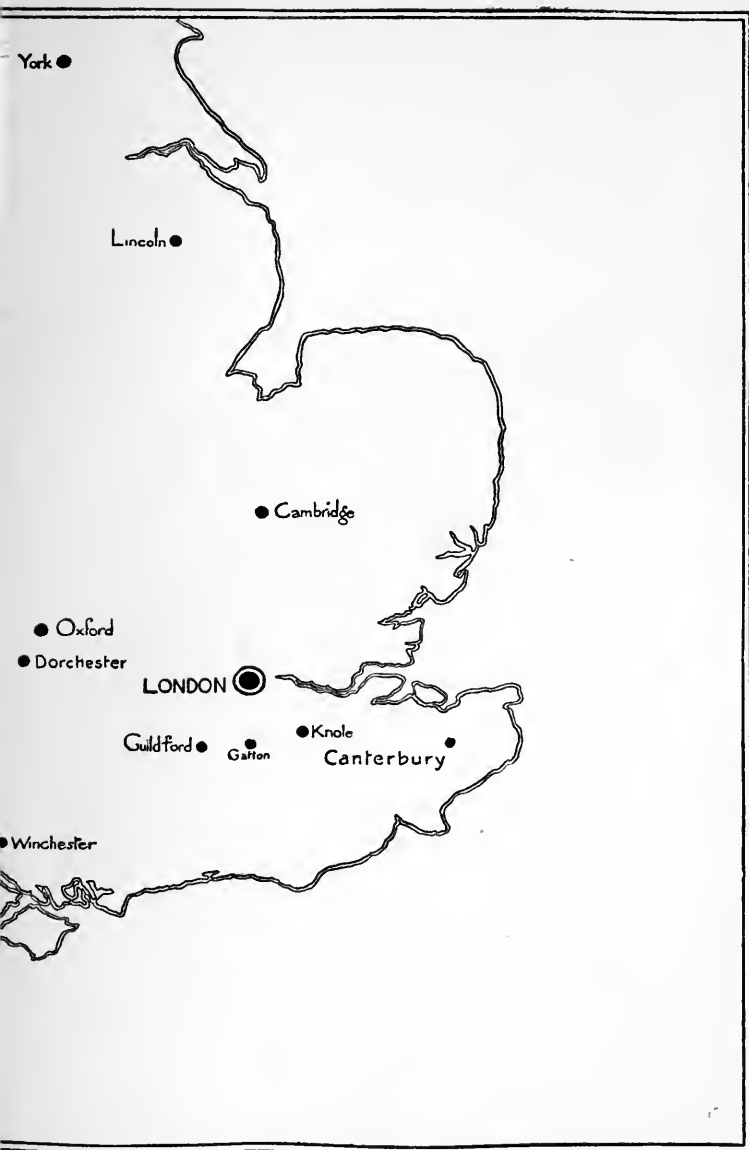 York
Lincoln
Cambridge
Oxford
Dorchester
LONDON
Knole
Guildford
Gatton
Canterbury
Winchester